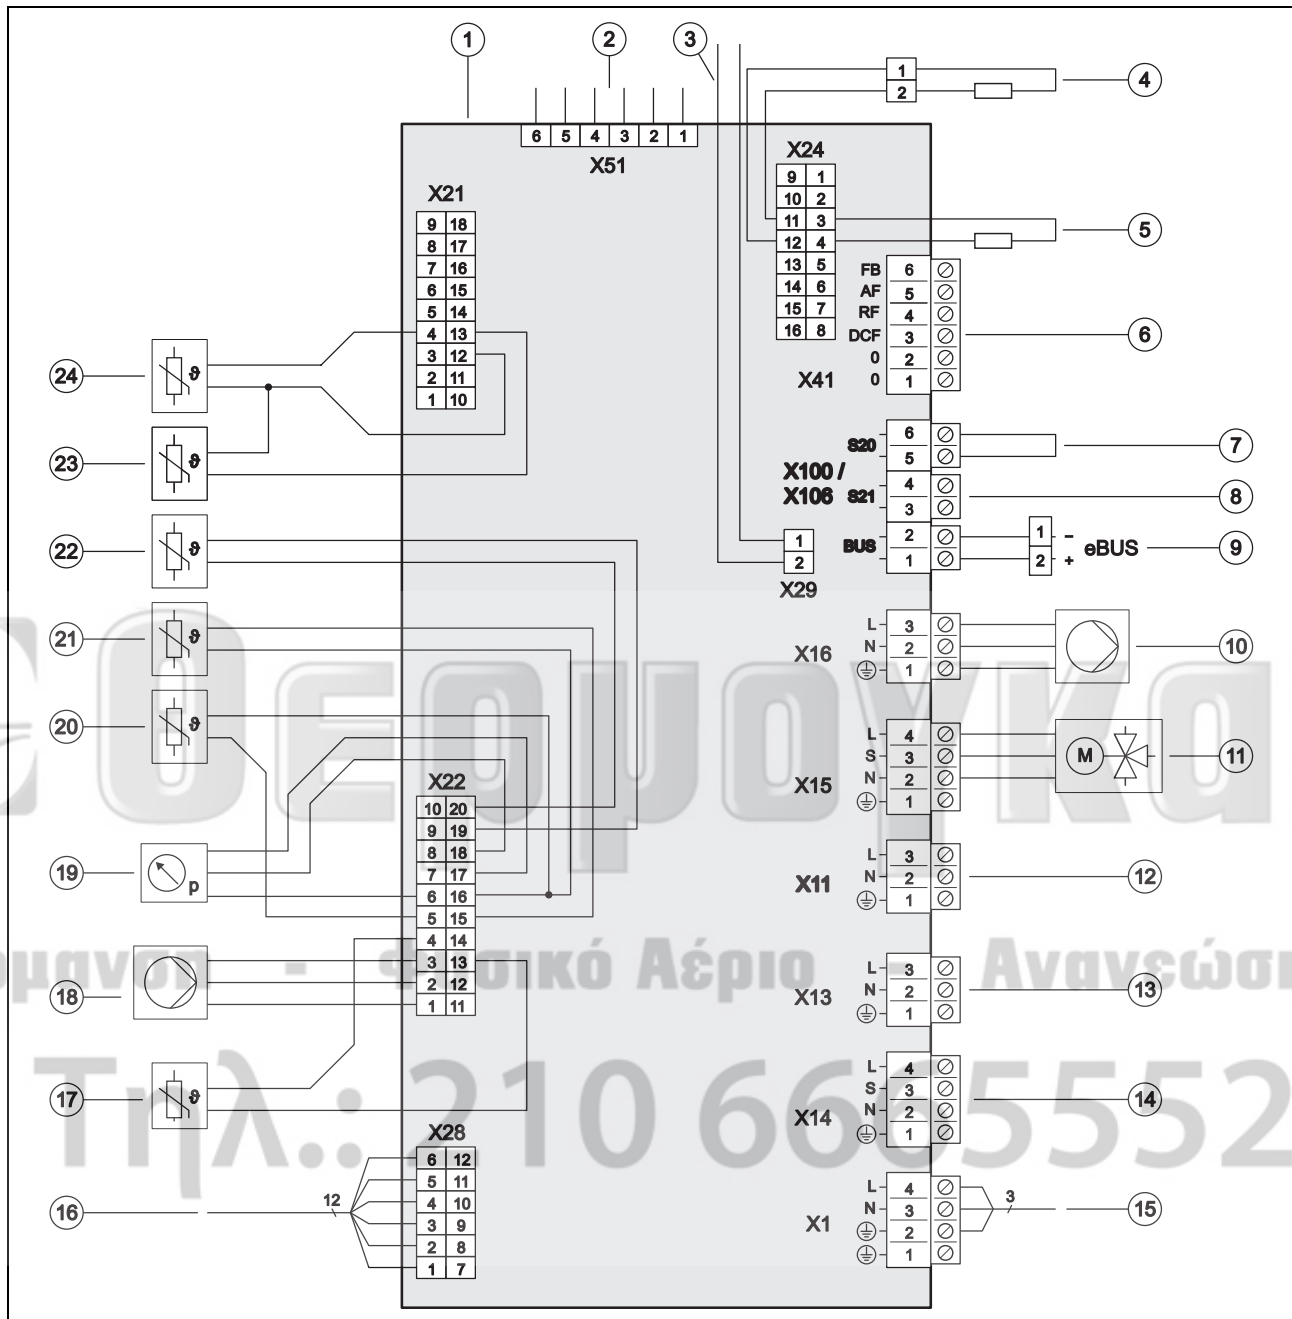 1 2 3
1 4
2
6 5 4 3 2 1
X51
X24
9 1
10 2
11 3
12 4
13 5
14 6
15 7
16 8
5
X21
9 18
8 17
7 16
6 15
5 14
4 13
3 12
2 11
1 10
FB 6
AF 5
RF 4
DCF 3
0 2
0 1
X41
6
24 ϑ
23 ϑ
22 ϑ
21 ϑ
20 ϑ
S20 6
5
7
X100 /
X106
S21 4
3
8
BUS 2
1
1 −
2 +
eBUS 9
1
2
X29
X16
L 3
N 2
1
10
X15
L 4
S 3
N 2
1
M 11
X22
10 20
9 19
8 18
7 17
6 16
5 15
4 14
3 13
2 12
1 11
19 p
18
17 ϑ
X11
L 3
N 2
1
12
X13
L 3
N 2
1
13
X14
L 4
S 3
N 2
1
14
X28
6 12
5 11
4 10
3 9
2 8
1 7
16 12
X1
L 4
N 3
2
1
3 15
Θερμογκα
ρμανση - Φυσικό Αέριο - Ανανεώσι
Τηλ.: 210 6665552